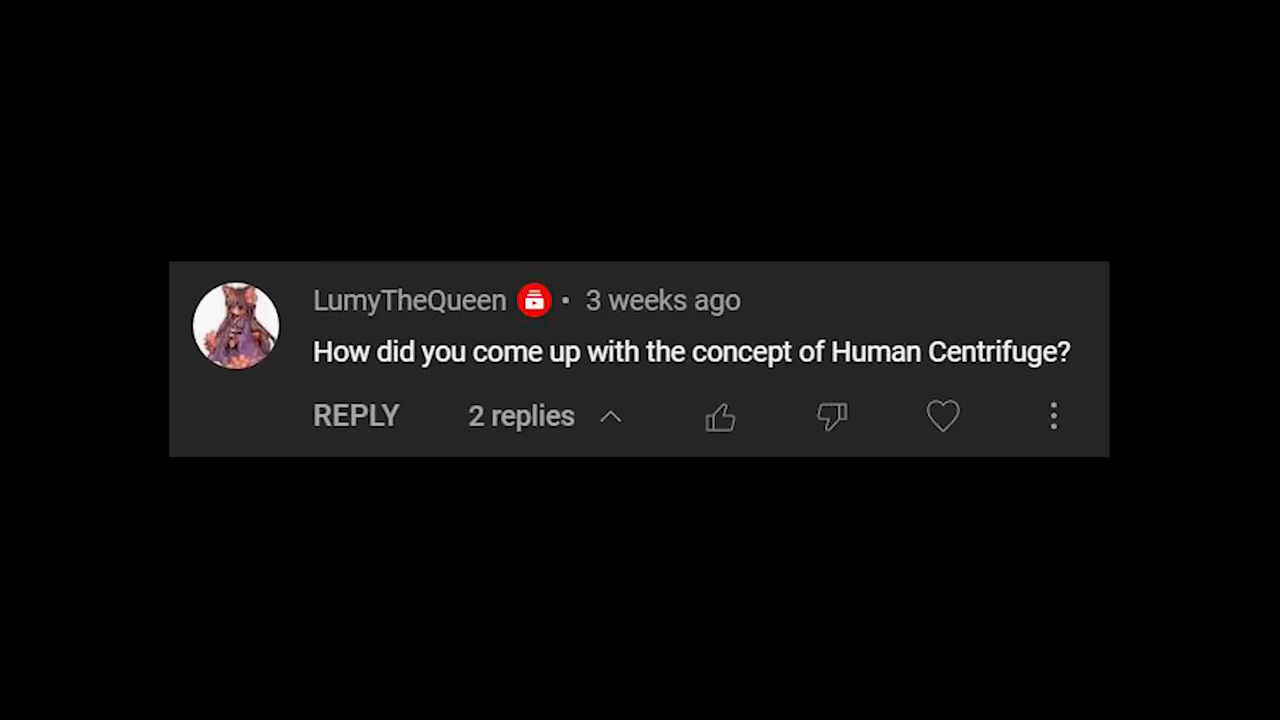 LumyTheQueen • 3 weeks ago
How did you come up with the concept of Human Centrifuge?
REPLY 2 replies